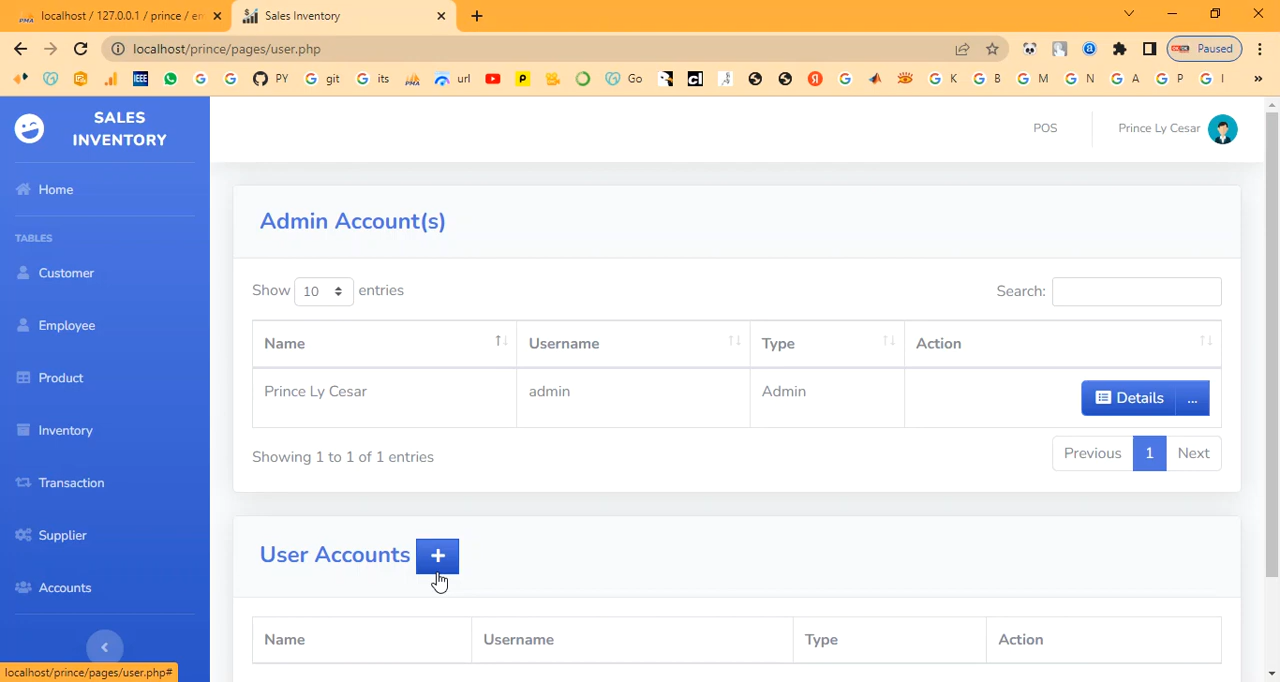 localhost / 127.0.0.1 / prince / em
Sales Inventory
localhost/prince/pages/user.php
Paused
PY
git
its
url
Go
K
B
M
N
A
P
I
»
SALES
INVENTORY
POS
Prince Ly Cesar
Home
TABLES
Customer
Employee
Product
Inventory
Transaction
Supplier
Accounts
Admin Account(s)
Show 10 entries
Search:
Name Username Type Action
Prince Ly Cesar admin Admin Details ...
Showing 1 to 1 of 1 entries
Previous 1 Next
User Accounts +
Name Username Type Action
localhost/prince/pages/user.php#